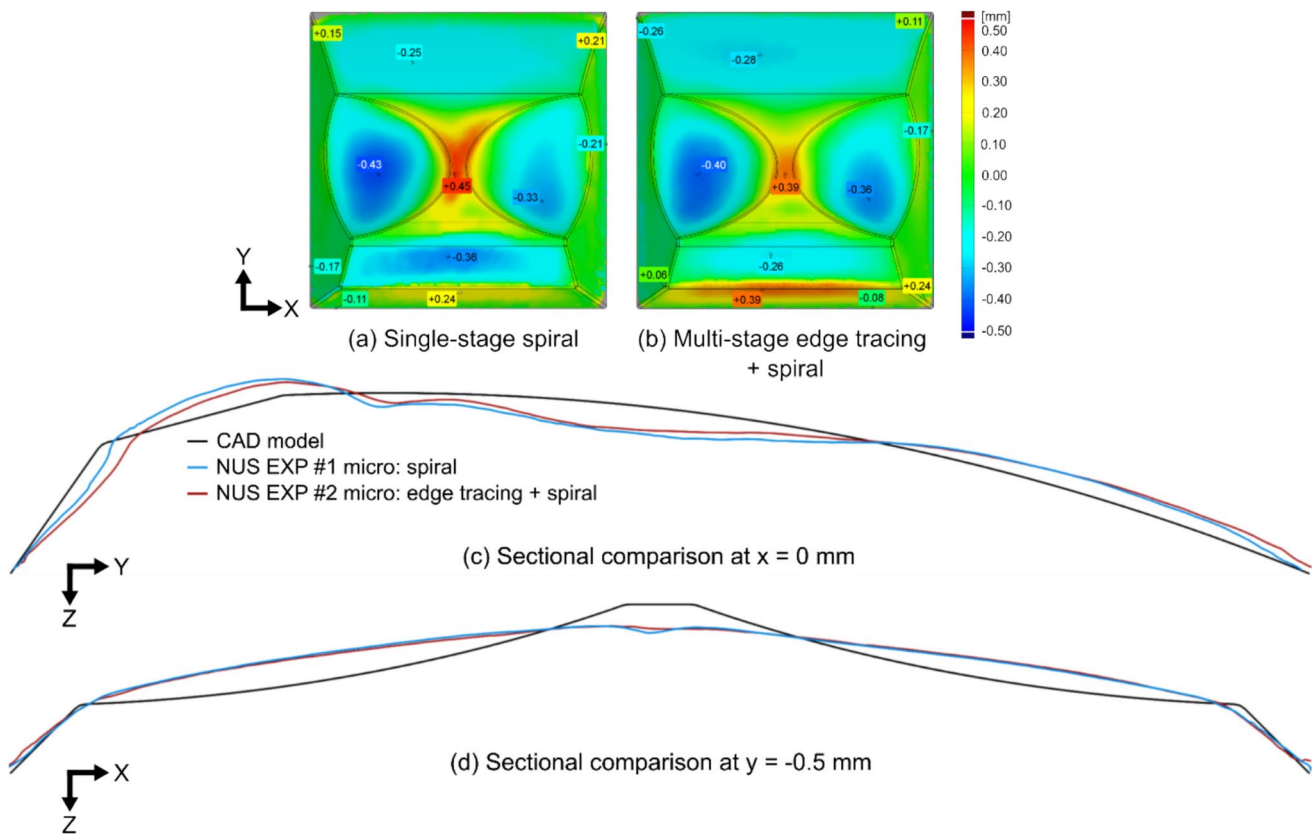 [mm]
+0.15
+0.21
-0.25
-0.43
-0.21
+0.45
-0.33
-0.36
-0.17
-0.11
+0.24
-0.26
+0.11
-0.28
-0.17
-0.40
-0.36
+0.39
-0.26
+0.06
+0.24
+0.39
-0.08
0.50
0.40
0.30
0.20
0.10
0.00
-0.10
-0.20
-0.30
-0.40
-0.50
Y
X
(a) Single-stage spiral
(b) Multi-stage edge tracing
+ spiral
CAD model
NUS EXP #1 micro: spiral
NUS EXP #2 micro: edge tracing + spiral
(c) Sectional comparison at x = 0 mm
Y
Z
(d) Sectional comparison at y = -0.5 mm
X
Z